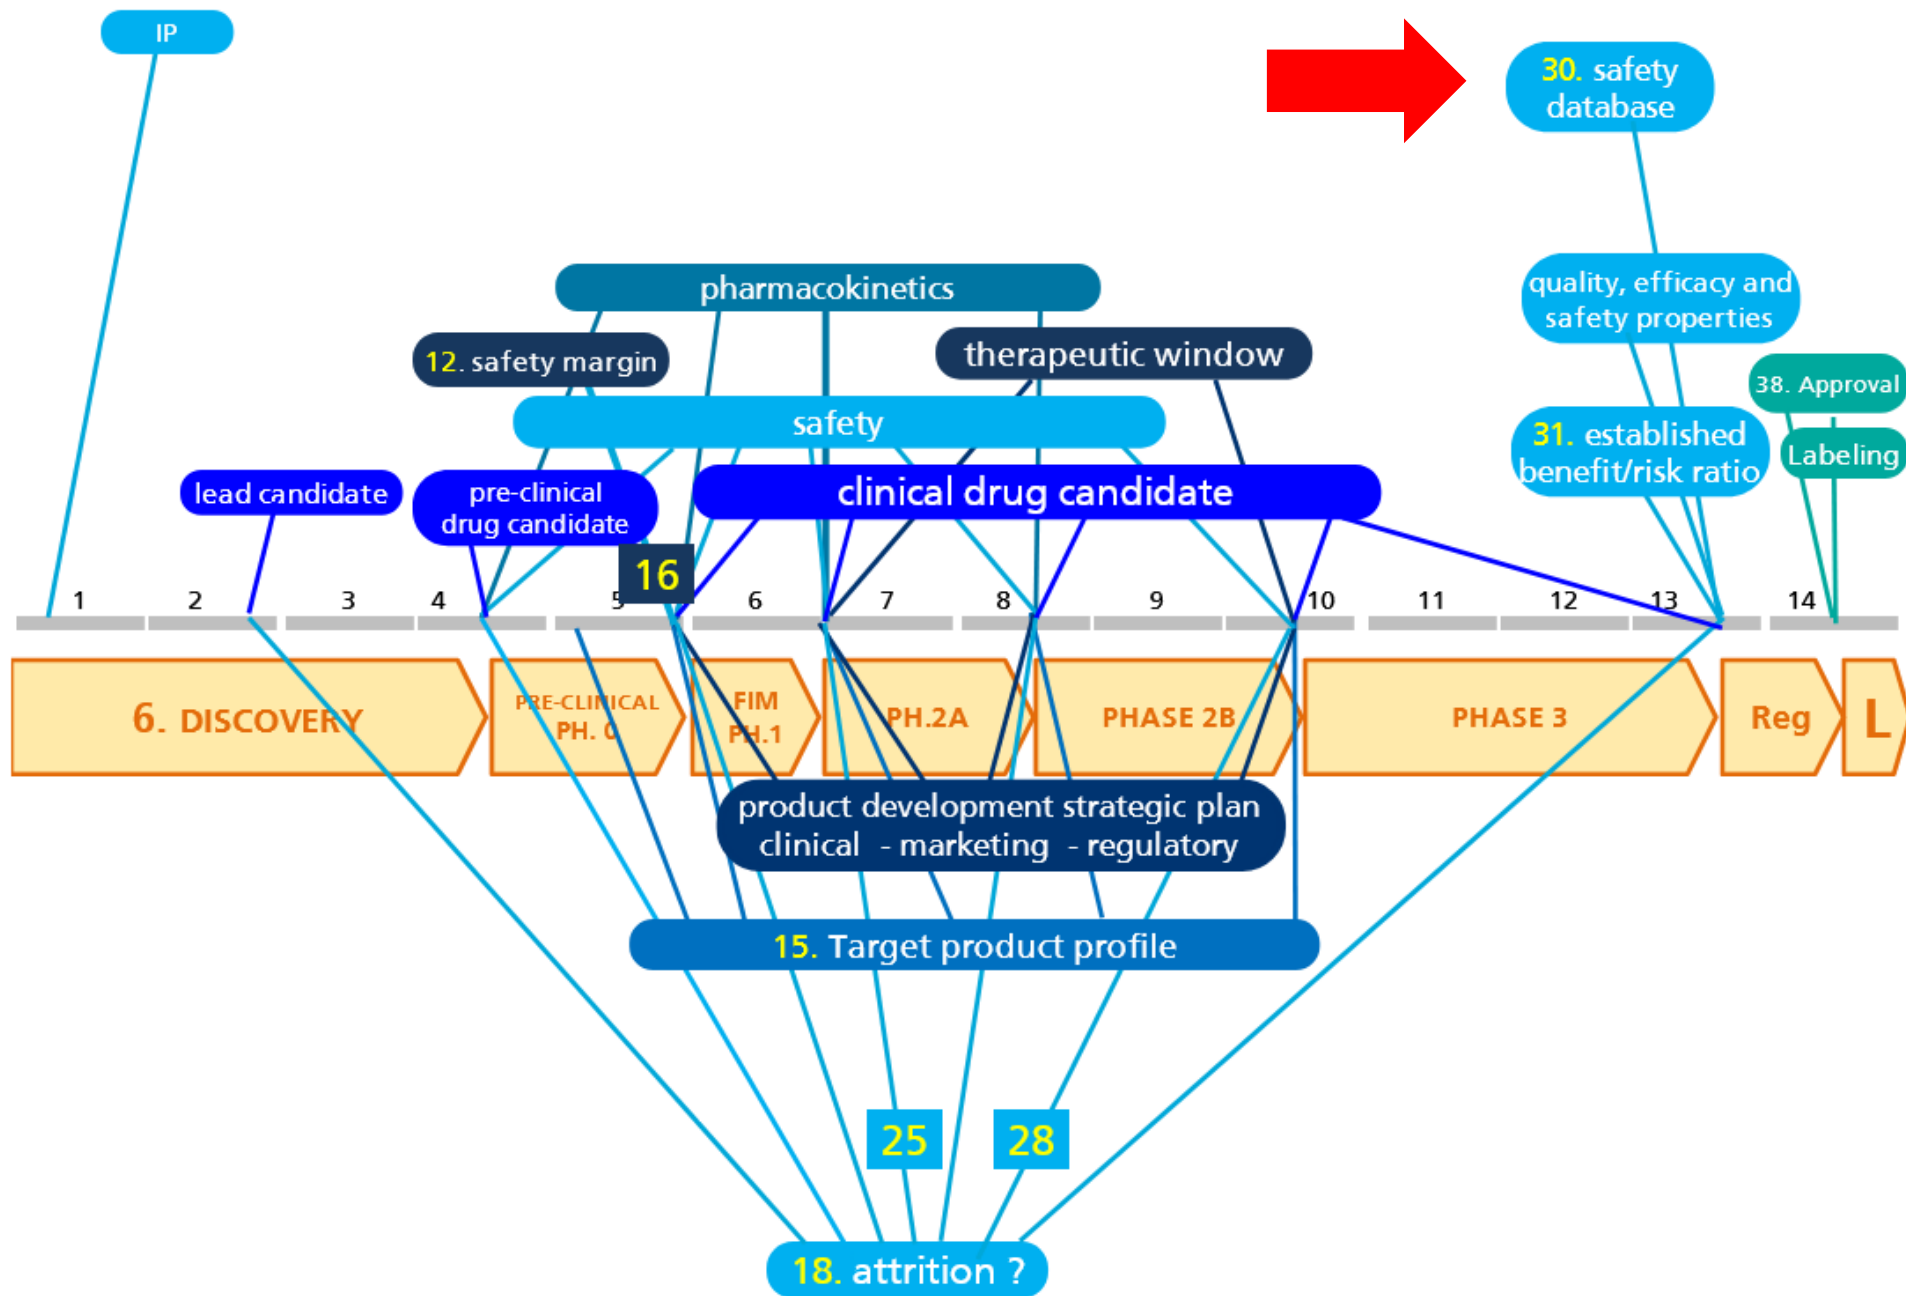 IP
30. safety
database
pharmacokinetics
quality, efficacy and
safety properties
12. safety margin
therapeutic window
38. Approval
safety
31. established
benefit/risk ratio
Labeling
lead candidate
pre-clinical
drug candidate
clinical drug candidate
16
1 2 3 4 5 6 7 8 9 10 11 12 13 14
6. DISCOVERY
PRE-CLINICAL
PH. 0
FIM
PH.1
PH.2A
PHASE 2B
PHASE 3
Reg
L
product development strategic plan
clinical - marketing - regulatory
15. Target product profile
25
28
18. attrition ?